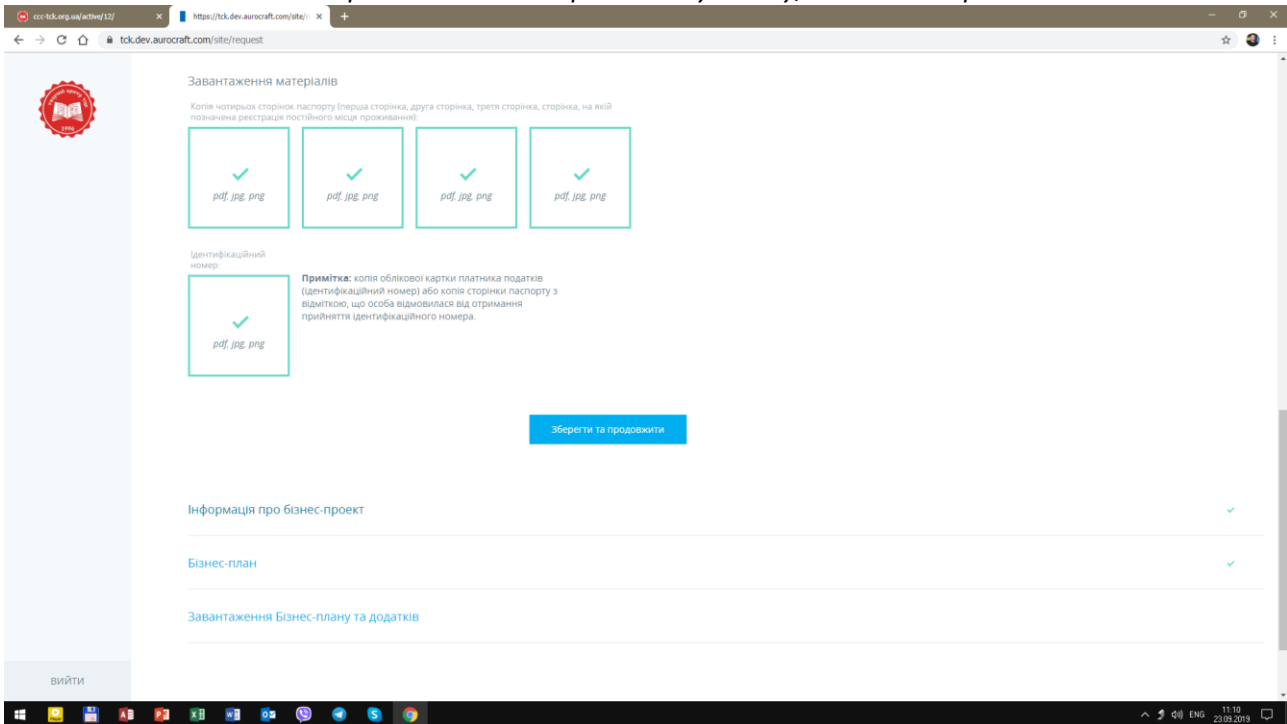 ccc-tck.org.ua/active/12/
https://tck.dev.aurocraft.com/site/r
tck.dev.aurocraft.com/site/request
1996
Завантаження матеріалів
Копія чотирьох сторінок паспорту (перша сторінка, друга сторінка, третя сторінка, сторінка, на якій
позначена реєстрація постійного місця проживання):
pdf, jpg, png pdf, jpg, png pdf, jpg, png pdf, jpg, png
Ідентифікаційний
номер:
Примітка: копія облікової картки платника податків
(ідентифікаційний номер) або копія сторінки паспорту з
відміткою, що особа відмовилася від отримання
прийняття ідентифікаційного номера.
pdf, jpg, png
Зберегти та продовжити
Інформація про бізнес-проект
Бізнес-план
Завантаження Бізнес-плану та додатків
ВИЙТИ
ENG
11:10
23.09.2019